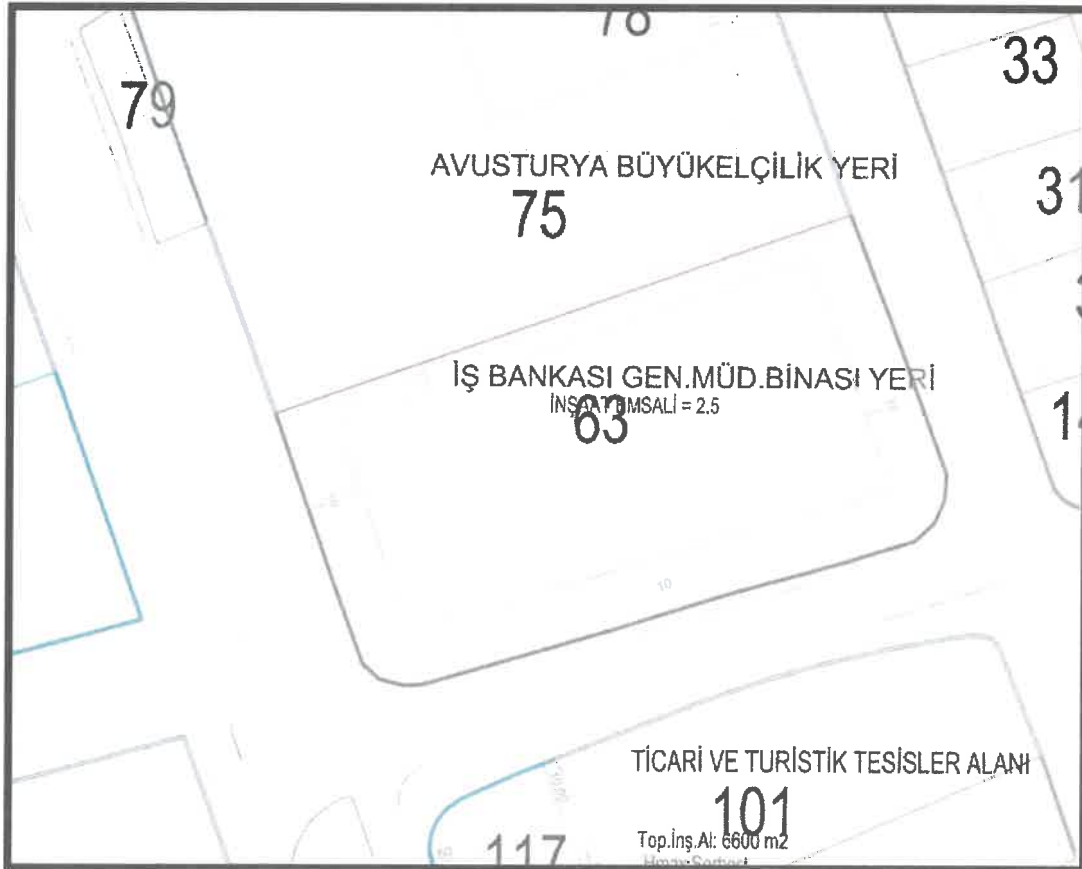 78
33
79
AVUSTURYA BÜYÜKELÇİLİK YERİ
75
31
İŞ BANKASI GEN.MÜD.BİNASI YERİ
İNŞAAT EMSALİ = 2.5
63
10
TİCARİ VE TURİSTİK TESİSLER ALANI
101
117
Top.İnş.Al: 6600 m2